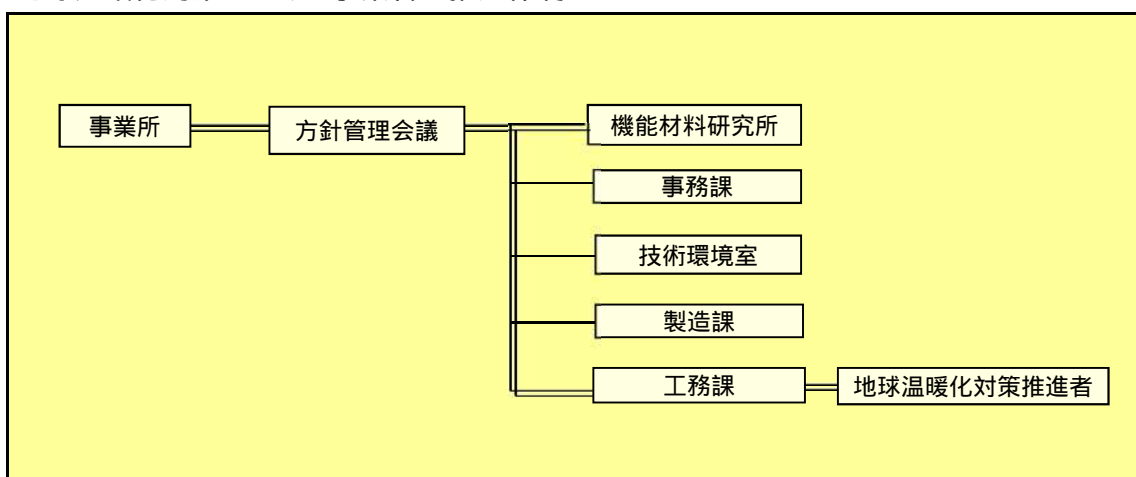 事業所
方針管理会議
機能材料研究所
事務課
技術環境室
製造課
工務課
地球温暖化対策推進者